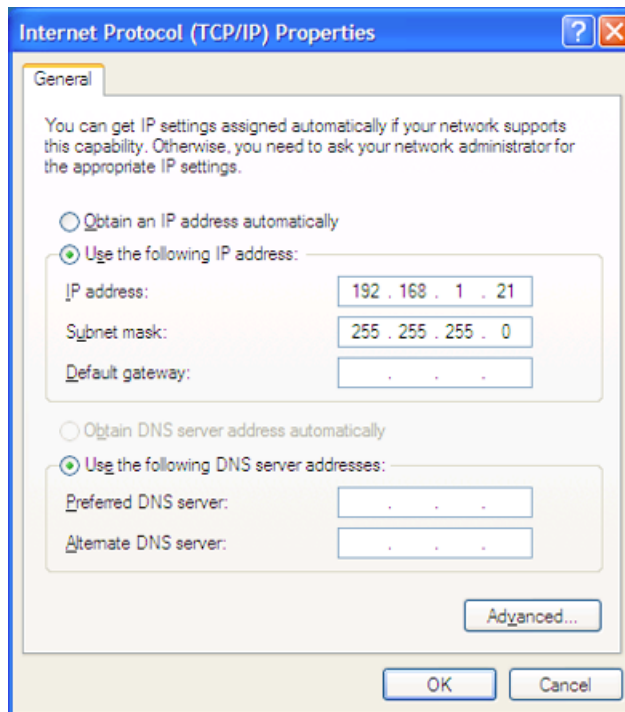 Internet Protocol (TCP/IP) Properties
General
You can get IP settings assigned automatically if your network supports
this capability. Otherwise, you need to ask your network administrator for
the appropriate IP settings.
Obtain an IP address automatically
Use the following IP address:
IP address: 192 . 168 . 1 . 21
Subnet mask: 255 . 255 . 255 . 0
Default gateway: . . .
Obtain DNS server address automatically
Use the following DNS server addresses:
Preferred DNS server: . . .
Alternate DNS server: . . .
Advanced...
OK Cancel